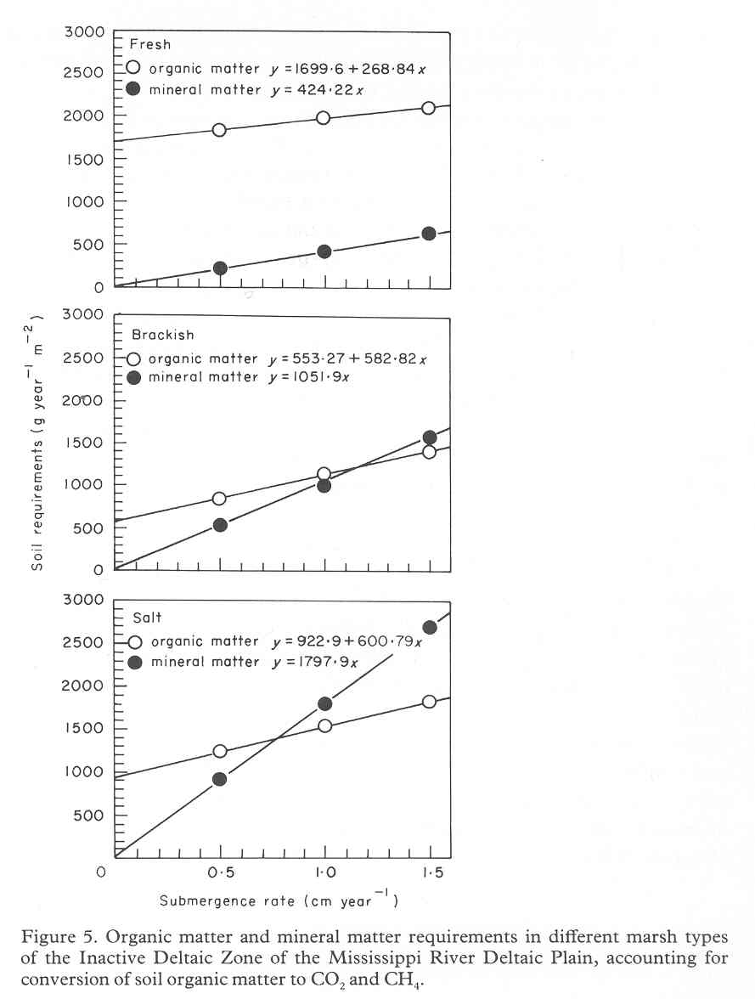 3000
Fresh
2500
organic matter y = 1699·6 + 268·84x
mineral matter y = 424·22x
2000
1500
1000
500
0
3000
Brackish
2500
organic matter y = 553·27 + 582·82x
mineral matter y = 1051·9x
2000
1500
1000
500
0
Soil requirements (g year⁻¹ m⁻²)
3000
Salt
2500
organic matter y = 922·9 + 600·79x
mineral matter y = 1797·9x
2000
1500
1000
500
0 0·5 1·0 1·5
Submergence rate (cm year⁻¹)
Figure 5. Organic matter and mineral matter requirements in different marsh types
of the Inactive Deltaic Zone of the Mississippi River Deltaic Plain, accounting for
conversion of soil organic matter to CO₂ and CH₄.